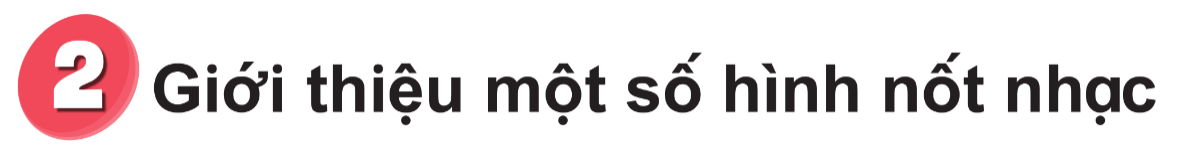 2 Giới thiệu một số hình nốt nhạc